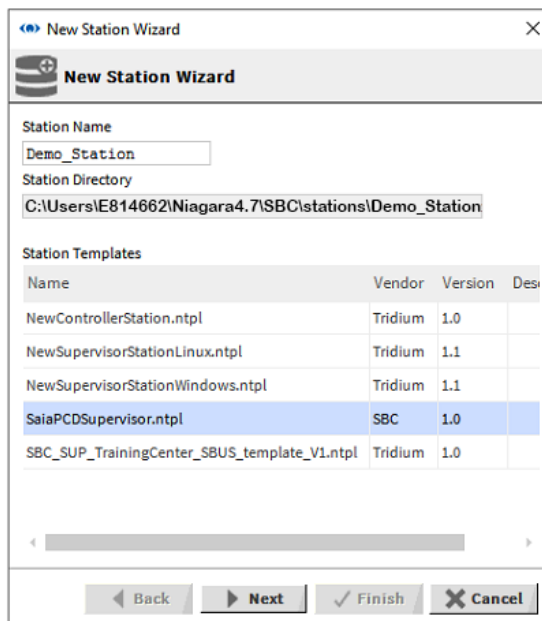 New Station Wizard
New Station Wizard
Station Name
Demo_Station
Station Directory
C:\Users\E814662\Niagara4.7\SBC\stations\Demo_Station
Station Templates
Name Vendor Version Desc
NewControllerStation.ntpl Tridium 1.0
NewSupervisorStationLinux.ntpl Tridium 1.1
NewSupervisorStationWindows.ntpl Tridium 1.1
SaiaPCDSupervisor.ntpl SBC 1.0
SBC_SUP_TrainingCenter_SBUS_template_V1.ntpl Tridium 1.0
Back Next Finish Cancel